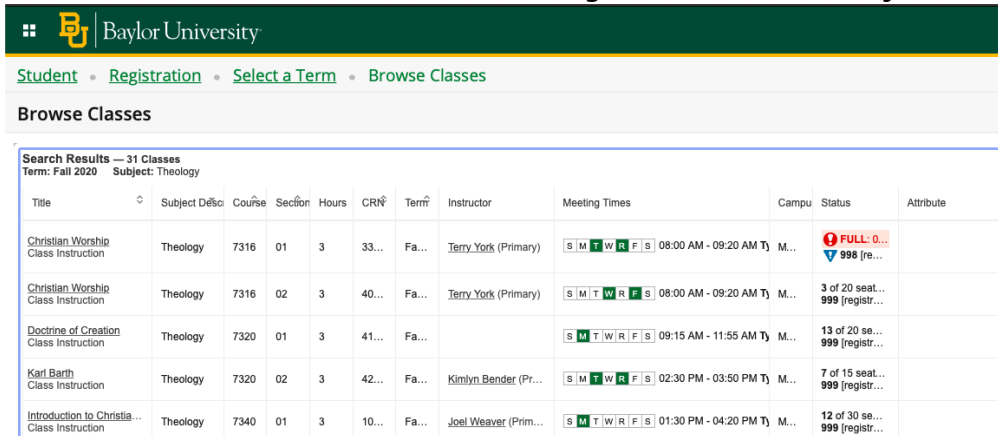 BU Baylor University
Student • Registration • Select a Term • Browse Classes
Browse Classes
Search Results — 31 Classes
Term: Fall 2020 Subject: Theology
Title Subject Descr Course Section Hours CRN Term Instructor Meeting Times Campu Status Attribute
Christian Worship
Class Instruction
Theology 7316 01 3 33... Fa... Terry York (Primary) S M T W R F S 08:00 AM - 09:20 AM Ty M...
FULL: 0...
998 [re...
Christian Worship
Class Instruction
Theology 7316 02 3 40... Fa... Terry York (Primary) S M T W R F S 08:00 AM - 09:20 AM Ty M...
3 of 20 seat...
999 [registr...
Doctrine of Creation
Class Instruction
Theology 7320 01 3 41... Fa... S M T W R F S 09:15 AM - 11:55 AM Ty M...
13 of 20 se...
999 [registr...
Karl Barth
Class Instruction
Theology 7320 02 3 42... Fa... Kimlyn Bender (Pr... S M T W R F S 02:30 PM - 03:50 PM Ty M...
7 of 15 seat...
999 [registr...
Introduction to Christia...
Class Instruction
Theology 7340 01 3 10... Fa... Joel Weaver (Prim... S M T W R F S 01:30 PM - 04:20 PM Ty M...
12 of 30 se...
999 [registr...